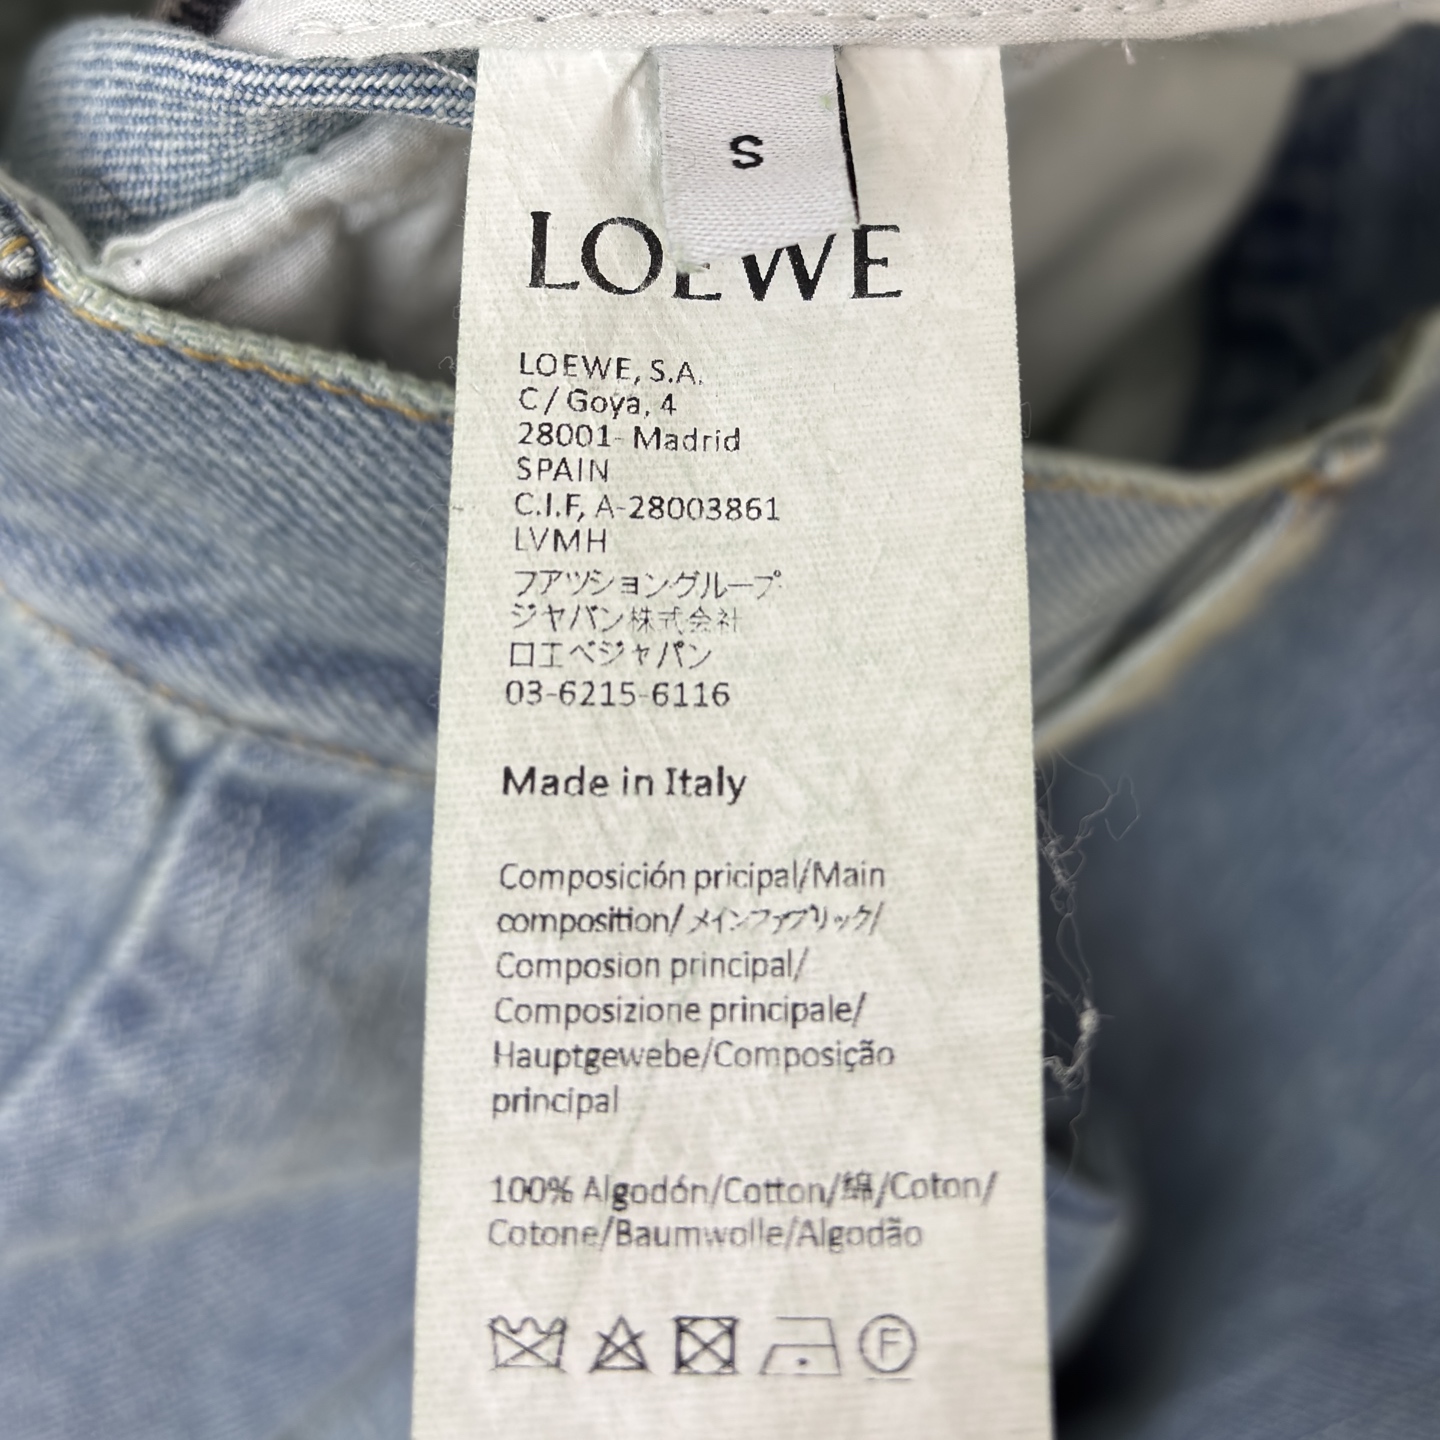 S
LOEWE
LOEWE, S.A.
C/ Goya, 4
28001- Madrid
SPAIN
C.I.F, A-28003861
LVMH
フアツショングループ
ジヤパン株式会社
ロエベジャパン
03-6215-6116
Made in Italy
Composición pricipal/Main
composition/メインファブリック/
Composion principal/
Composizione principale/
Hauptgewebe/Composição
principal
100% Algodón/Cotton/綿/Coton/
Cotone/Baumwolle/Algodão
F